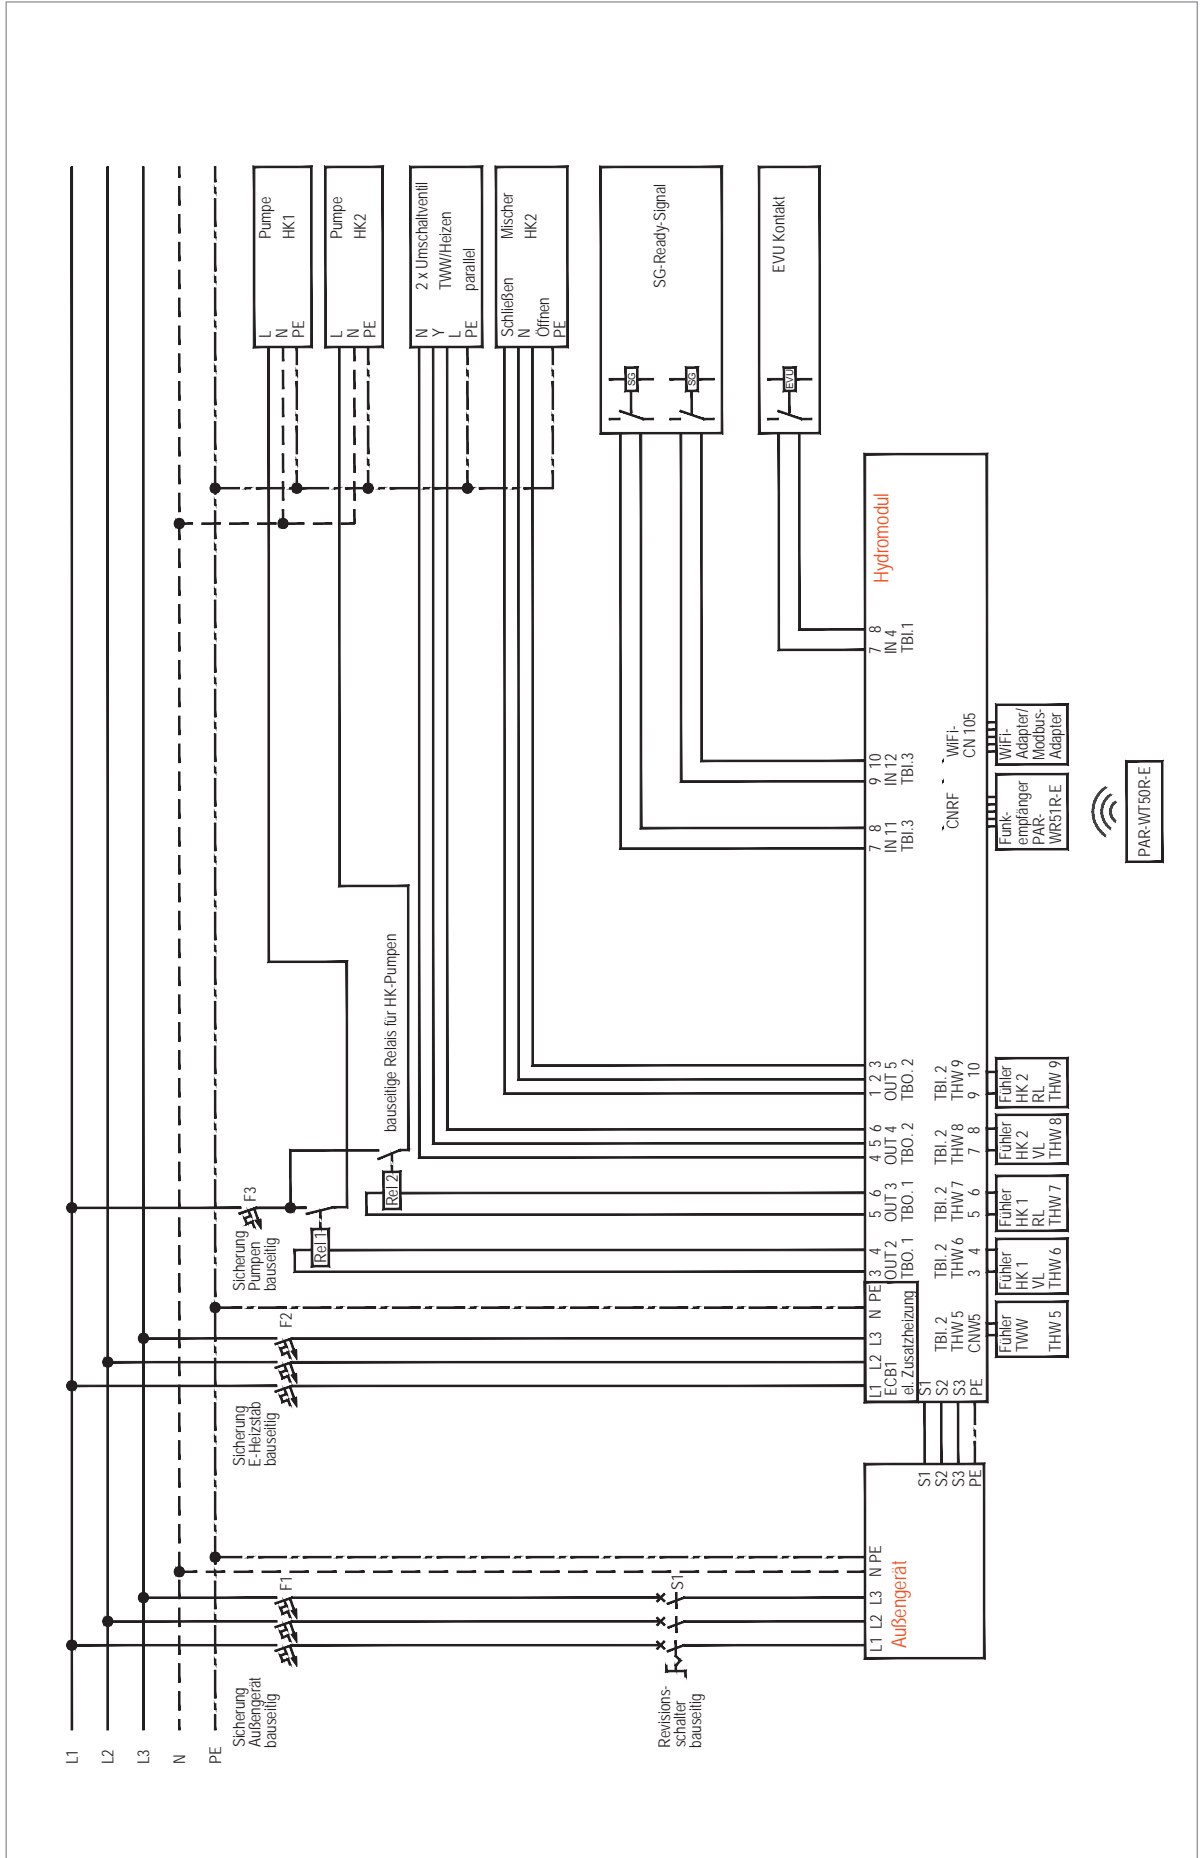 L1
L2
L3
N
PE
Sicherung
Außengerät
bauseitig
F1
Sicherung
E-Heizstab
bauseitig
F2
Sicherung
Pumpen
bauseitig
F3
Rel 1
Rel 2
bauseitige Relais für HK-Pumpen
Revisions-
schalter
bauseitig
S1
Pumpe
HK1
L
N
PE
Pumpe
HK2
L
N
PE
2 x Umschaltventil
TWW/Heizen
parallel
N
Y
L
PE
Mischer
HK2
Schließen
N
Öffnen
PE
SG-Ready-Signal
SG
SG
EVU Kontakt
EVU
Außengerät
L1 L2 L3 N PE
S1
S2
S3
PE
Hydromodul
L1 L2 L3 N PE
ECB1
el. Zusatzheizung
S1
S2
S3
PE
3 4
OUT 2
TBO. 1
5 6
OUT 3
TBO. 1
4 5 6
OUT 4
TBO. 2
1 2 3
OUT 5
TBO. 2
7 8
IN 11
TBI.3
9 10
IN 12
TBI.3
7 8
IN 4
TBI.1
TBI. 2
THW 5
CNW5
TBI. 2
THW 6
3 4
TBI. 2
THW 7
5 6
TBI. 2
THW 8
7 8
TBI. 2
THW 9
9 10
CNRF
WiFi-
CN 105
Fühler
TWW
THW 5
Fühler
HK 1
VL
THW 6
Fühler
HK 1
RL
THW 7
Fühler
HK 2
VL
THW 8
Fühler
HK 2
RL
THW 9
Funk-
empfänger
PAR-
WR51R-E
WiFi-
Adapter/
Modbus-
Adapter
PAR-WT50R-E